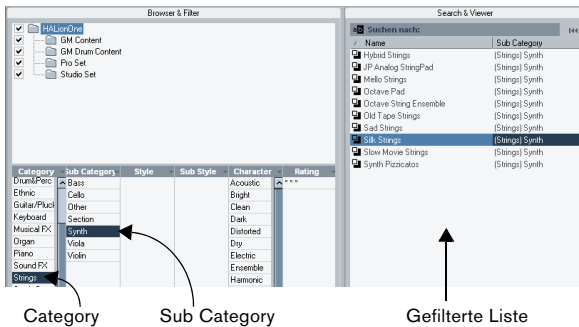 Browser & Filter
HALionOne
GM Content
GM Drum Content
Pro Set
Studio Set
Category Sub Category Style Sub Style Character Rating
Drum&Perc Bass Acoustic ***
Ethnic Cello Bright
Guitar/Pluck Other Clean
Keyboard Section Dark
Musical FX Synth Distorted
Organ Viola Dry
Piano Violin Electric
Sound FX Ensemble
Strings Harmonic
Search & Viewer
Suchen nach:
Name Sub Category
Hybrid Strings (Strings) Synth
JP Analog StringPad (Strings) Synth
Mello Strings (Strings) Synth
Octave Pad (Strings) Synth
Octave String Ensemble (Strings) Synth
Old Tape Strings (Strings) Synth
Sad Strings (Strings) Synth
Silk Strings (Strings) Synth
Slow Movie Strings (Strings) Synth
Synth Pizzicatos (Strings) Synth
Category Sub Category Gefilterte Liste